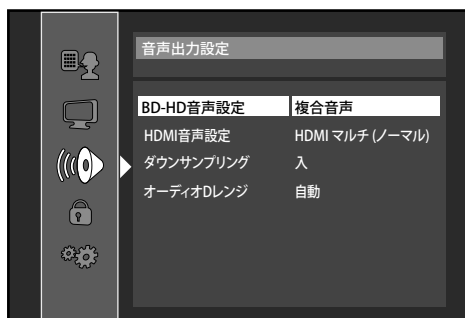 音声出力設定
BD-HD音声設定 複合音声
HDMI音声設定 HDMI マルチ (ノーマル)
ダウンサンプリング 入
オーディオDレンジ 自動